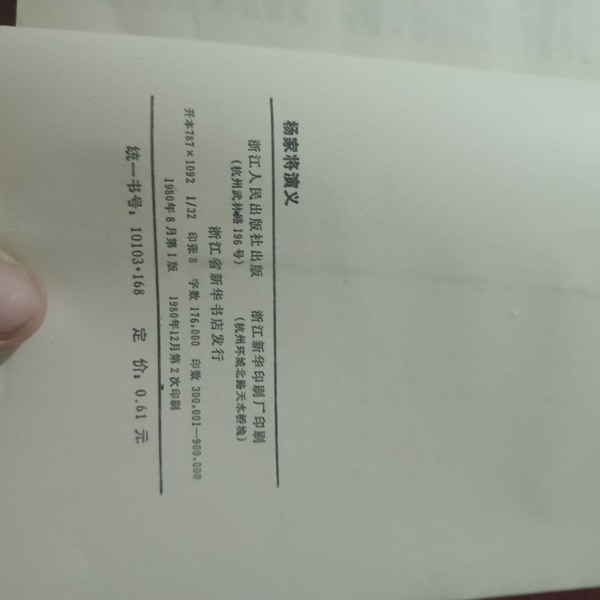 杨家将演义
浙江人民出版社出版 浙江新华印刷厂印刷
(杭州武林路196号) (杭州环城北路天水桥堍)
浙江省新华书店发行
开本787×1092 1/32 印张8 字数176,000 印数300,001—900,000
1980年8月第1版 1980年12月第2次印刷
统一书号：10103·168 定 价：0.61元